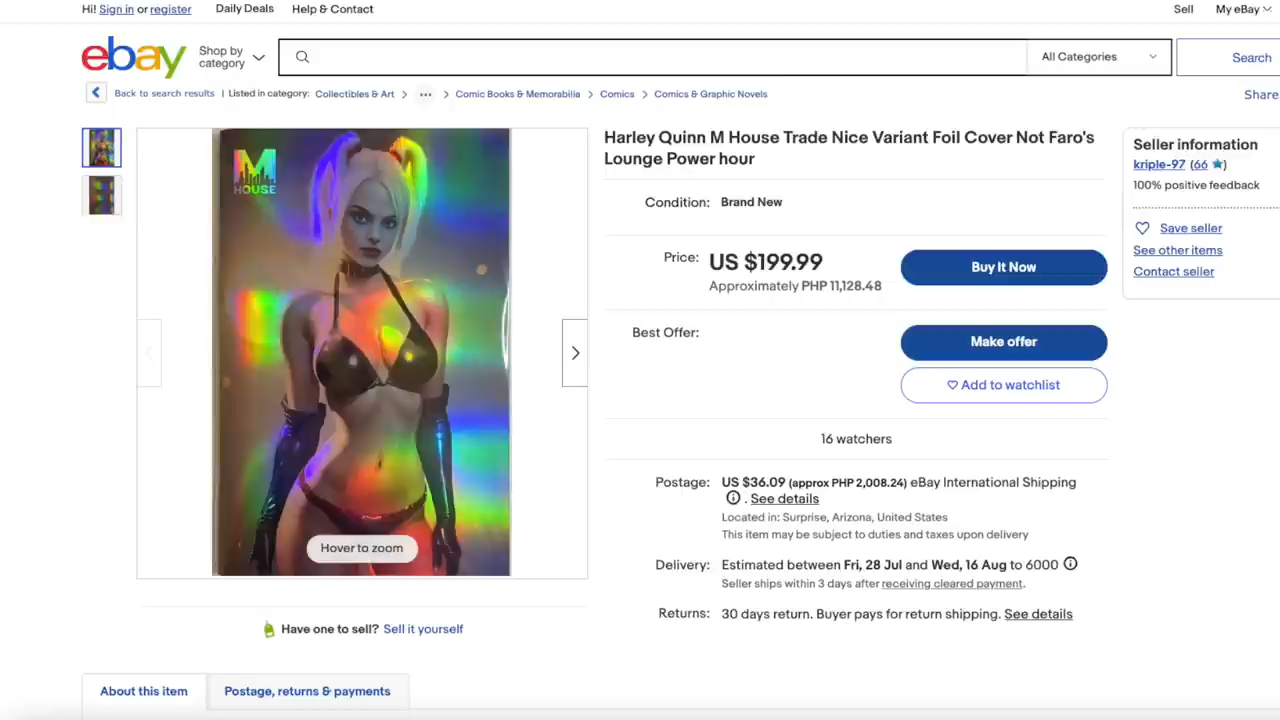 Hi! Sign in or register Daily Deals Help & Contact Sell My eBay
ebay Shop by category All Categories Search
Back to search results | Listed in category: Collectibles & Art > ... > Comic Books & Memorabilia > Comics > Comics & Graphic Novels Share
M
HOUSE
Hover to zoom
Have one to sell? Sell it yourself
Harley Quinn M House Trade Nice Variant Foil Cover Not Faro's
Lounge Power hour
Condition: Brand New
Price: US $199.99 Buy It Now
Approximately PHP 11,128.48
Best Offer: Make offer
Add to watchlist
16 watchers
Postage: US $36.09 (approx PHP 2,008.24) eBay International Shipping
. See details
Located in: Surprise, Arizona, United States
This item may be subject to duties and taxes upon delivery
Delivery: Estimated between Fri, 28 Jul and Wed, 16 Aug to 6000
Seller ships within 3 days after receiving cleared payment.
Returns: 30 days return. Buyer pays for return shipping. See details
Seller information
kriple-97 (66)
100% positive feedback
Save seller
See other items
Contact seller
About this item Postage, returns & payments